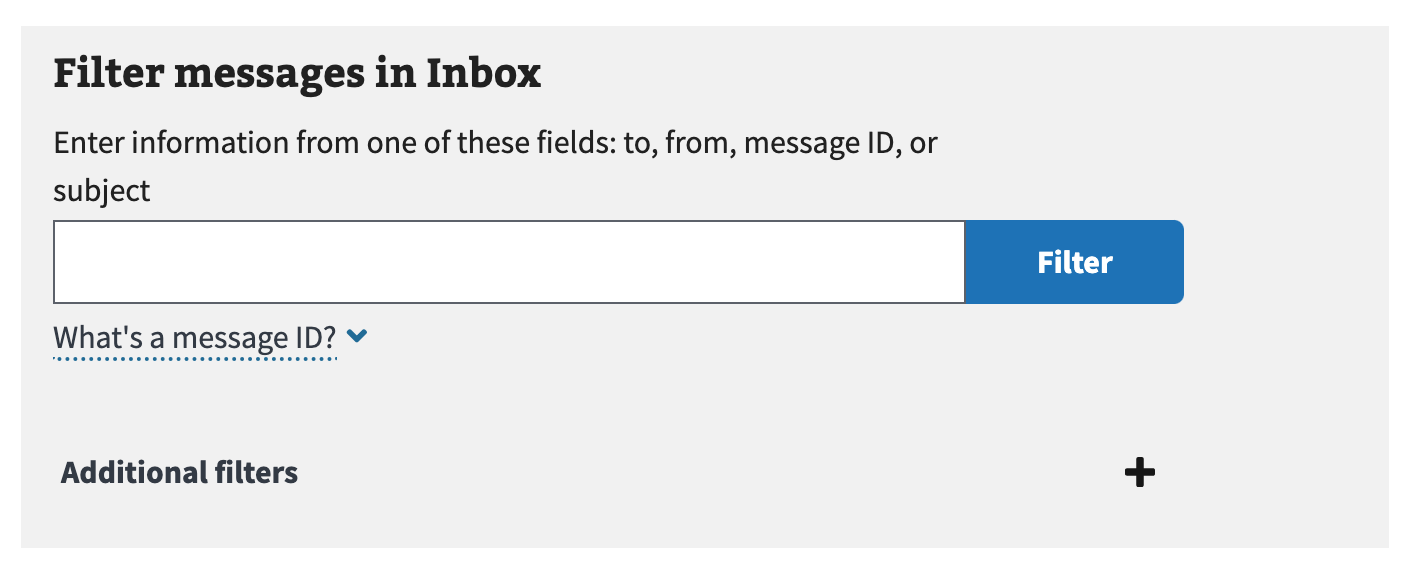 Filter messages in Inbox
Enter information from one of these fields: to, from, message ID, or
subject
Filter
What's a message ID?
Additional filters